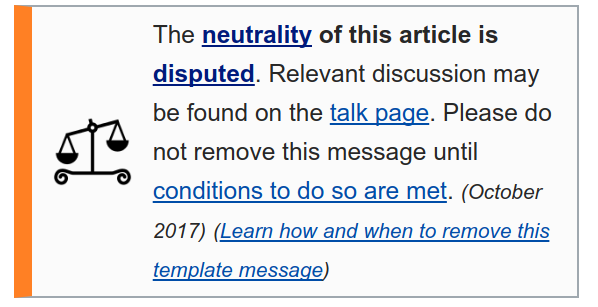 The neutrality of this article is
disputed. Relevant discussion may
be found on the talk page. Please do
not remove this message until
conditions to do so are met. (October
2017) (Learn how and when to remove this
template message)